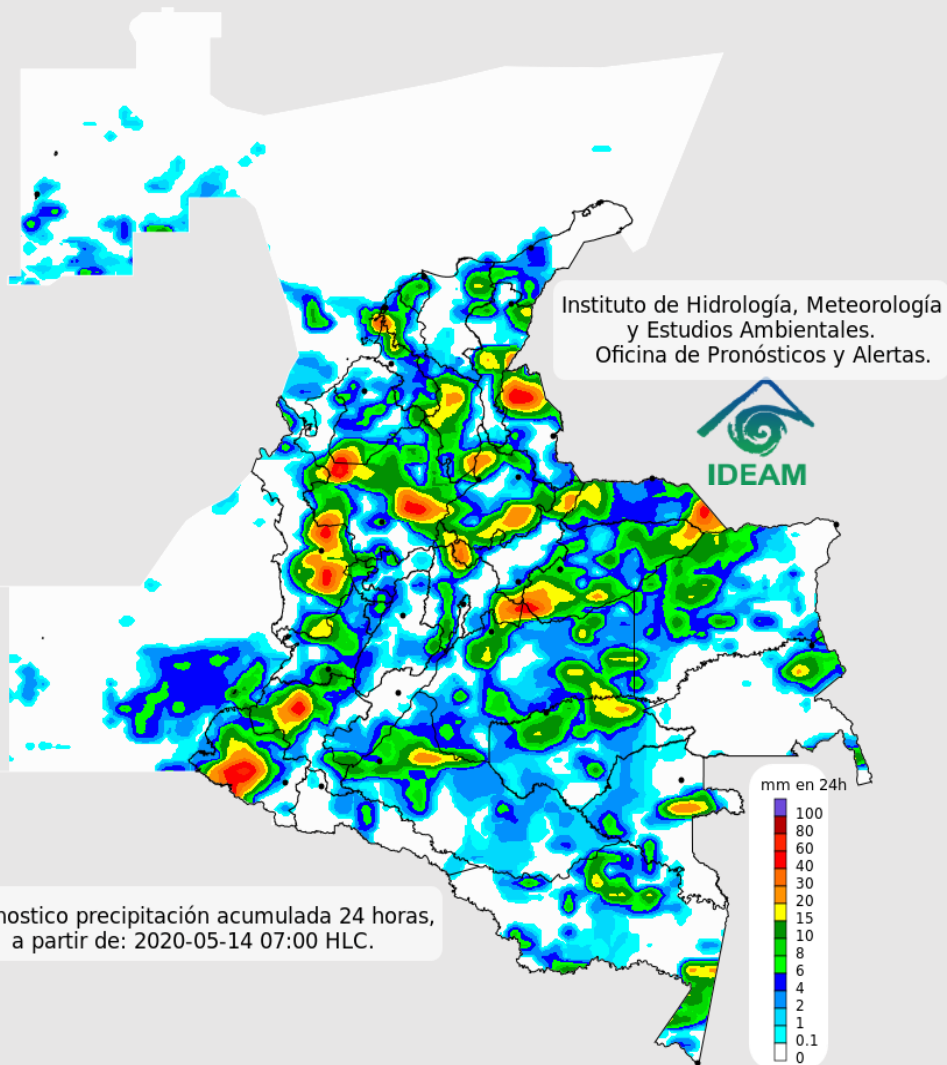 Instituto de Hidrología, Meteorología
y Estudios Ambientales.
Oficina de Pronósticos y Alertas.
IDEAM
mm en 24h
100
80
60
40
30
20
15
10
8
6
4
2
1
0.1
0
nostico precipitación acumulada 24 horas,
a partir de: 2020-05-14 07:00 HLC.